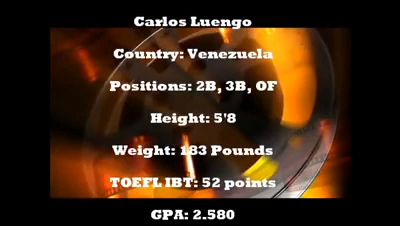 Carlos Luengo
Country: Venezuela
Positions: 2B, 3B, OF
Height: 5'8
Weight: 183 Pounds
TOEFL IBT: 52 points
GPA: 2.580